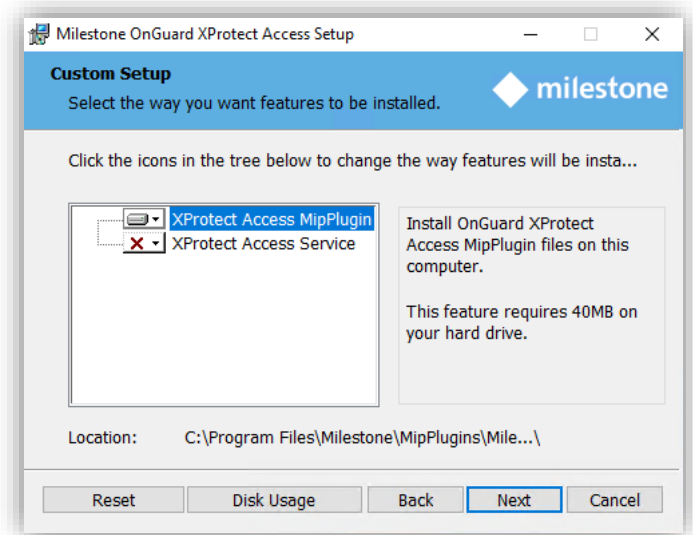 Milestone OnGuard XProtect Access Setup
Custom Setup
Select the way you want features to be installed.
milestone
Click the icons in the tree below to change the way features will be insta...
XProtect Access MipPlugin
XProtect Access Service
Install OnGuard XProtect
Access MipPlugin files on this
computer.
This feature requires 40MB on
your hard drive.
Location: C:\Program Files\Milestone\MipPlugins\Mile...\
Reset Disk Usage Back Next Cancel